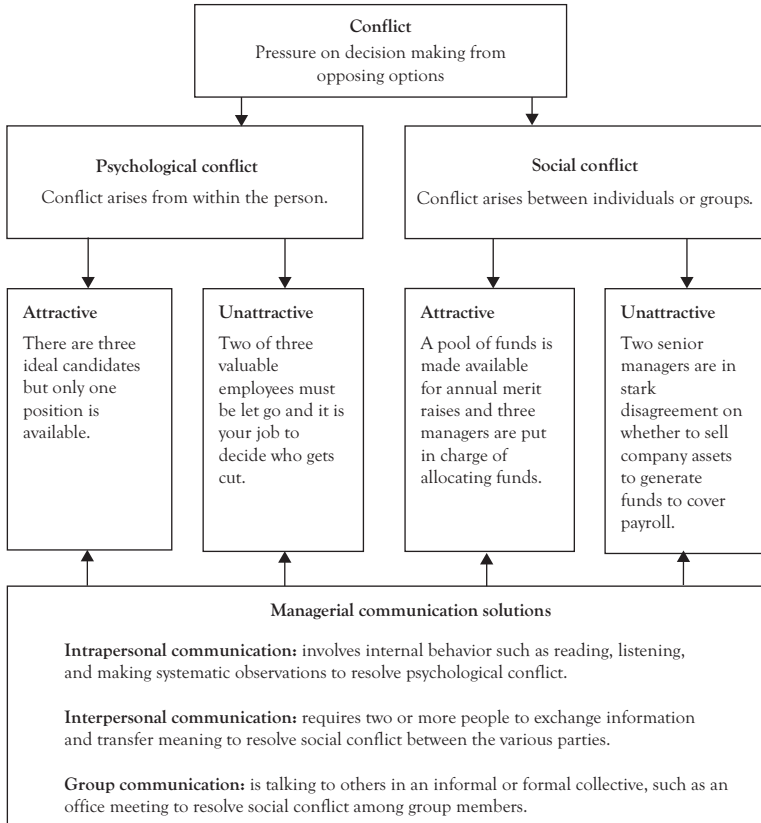 Conflict
Pressure on decision making from
opposing options
Psychological conflict
Conflict arises from within the person.
Social conflict
Conflict arises between individuals or groups.
Attractive
There are three
ideal candidates
but only one
position is
available.
Unattractive
Two of three
valuable
employees must
be let go and it is
your job to
decide who gets
cut.
Attractive
A pool of funds is
made available
for annual merit
raises and three
managers are put
in charge of
allocating funds.
Unattractive
Two senior
managers are in
stark
disagreement on
whether to sell
company assets
to generate
funds to cover
payroll.
Managerial communication solutions
Intrapersonal communication: involves internal behavior such as reading, listening,
and making systematic observations to resolve psychological conflict.
Interpersonal communication: requires two or more people to exchange information
and transfer meaning to resolve social conflict between the various parties.
Group communication: is talking to others in an informal or formal collective, such as an
office meeting to resolve social conflict among group members.